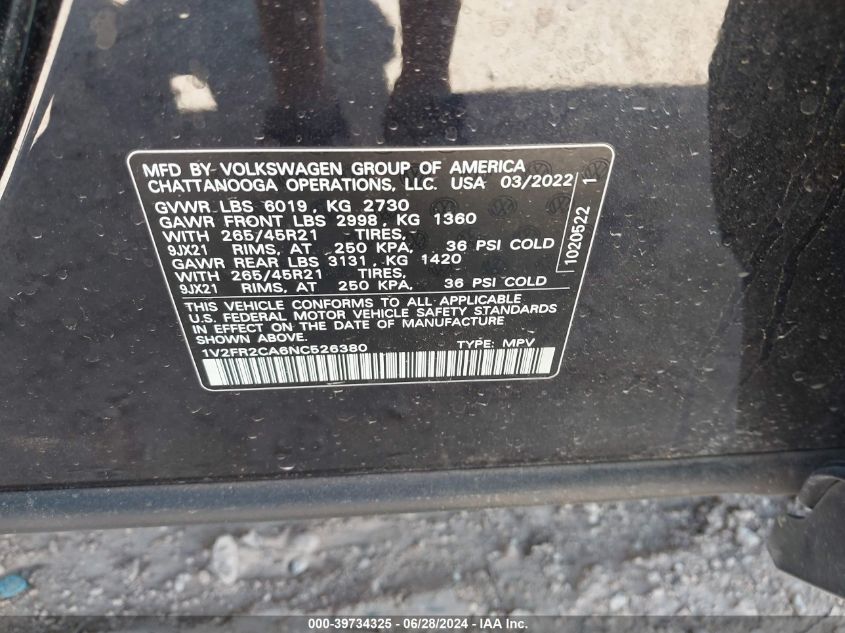 MFD BY VOLKSWAGEN GROUP OF AMERICA
CHATTANOOGA OPERATIONS, LLC. USA 03/2022
GVWR LBS 6019, KG 2730
GAWR FRONT LBS 2998, KG 1360
WITH 265/45R21 TIRES,
9JX21 RIMS, AT 250 KPA, 36 PSI COLD
GAWR REAR LBS 3131, KG 1420
WITH 265/45R21 TIRES,
9JX21 RIMS, AT 250 KPA, 36 PSI COLD
THIS VEHICLE CONFORMS TO ALL APPLICABLE
U.S. FEDERAL MOTOR VEHICLE SAFETY STANDARDS
IN EFFECT ON THE DATE OF MANUFACTURE
SHOWN ABOVE.
1V2FR2CA6NC526380 TYPE: MPV
1020522 1
000-39734325 - 06/28/2024 - IAA Inc.